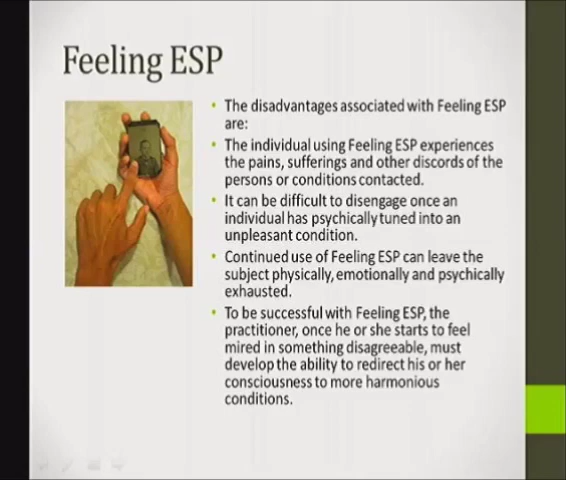 Feeling ESP
The disadvantages associated with Feeling ESP
are:
The individual using Feeling ESP experiences
the pains, sufferings and other discords of the
persons or conditions contacted.
It can be difficult to disengage once an
individual has psychically tuned into an
unpleasant condition.
Continued use of Feeling ESP can leave the
subject physically, emotionally and psychically
exhausted.
To be successful with Feeling ESP, the
practitioner, once he or she starts to feel
mired in something disagreeable, must
develop the ability to redirect his or her
consciousness to more harmonious
conditions.